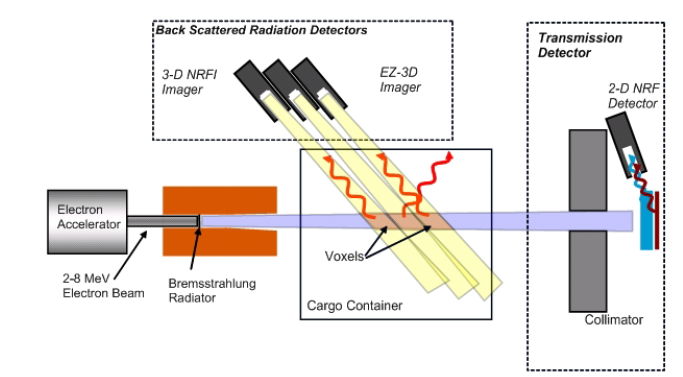 Back Scattered Radiation Detectors
3-D NRFI
Imager
EZ-3D
Imager
Transmission
Detector
2-D NRF
Detector
Electron
Accelerator
2-8 MeV
Electron Beam
Bremsstrahlung
Radiator
Voxels
Cargo Container
Collimator